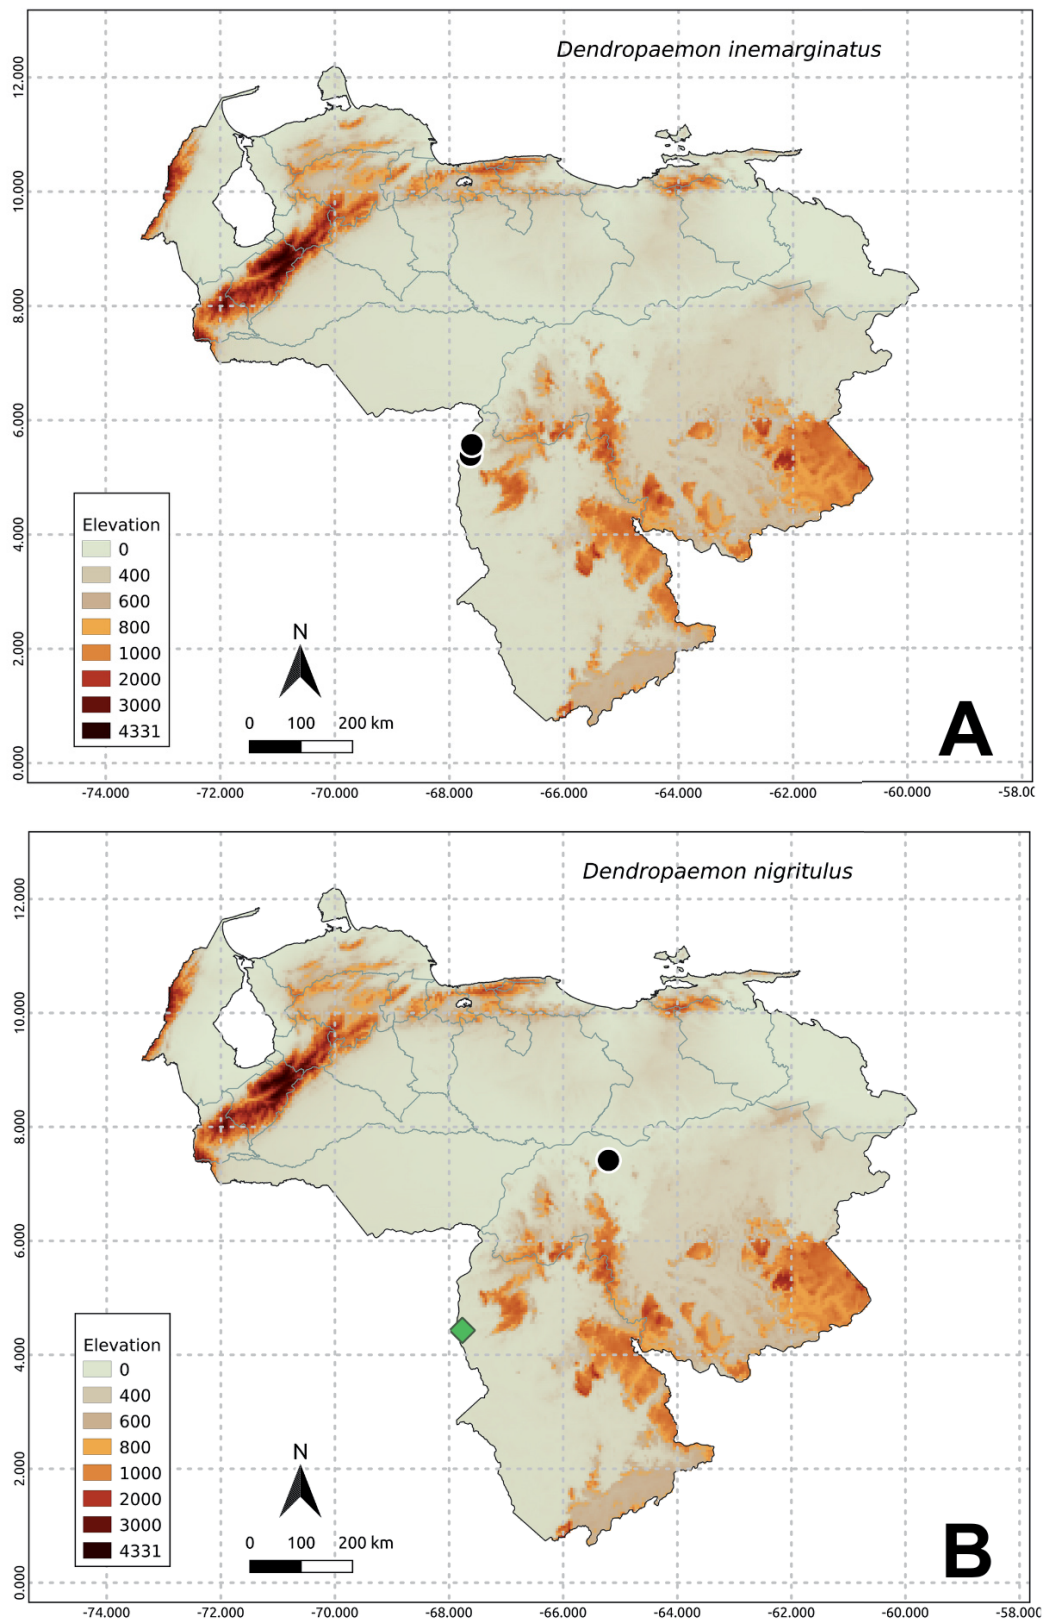 Dendropaemon inemarginatus
12.000
10.000
8.000
6.000
4.000
2.000
0.000
Elevation
0
400
600
800
1000
2000
3000
4331
N
0 100 200 km
A
-74.000 -72.000 -70.000 -68.000 -66.000 -64.000 -62.000 -60.000 -58.00
Dendropaemon nigritulus
12.000
10.000
8.000
6.000
4.000
2.000
0.000
Elevation
0
400
600
800
1000
2000
3000
4331
N
0 100 200 km
B
-74.000 -72.000 -70.000 -68.000 -66.000 -64.000 -62.000 -60.000 -58.000